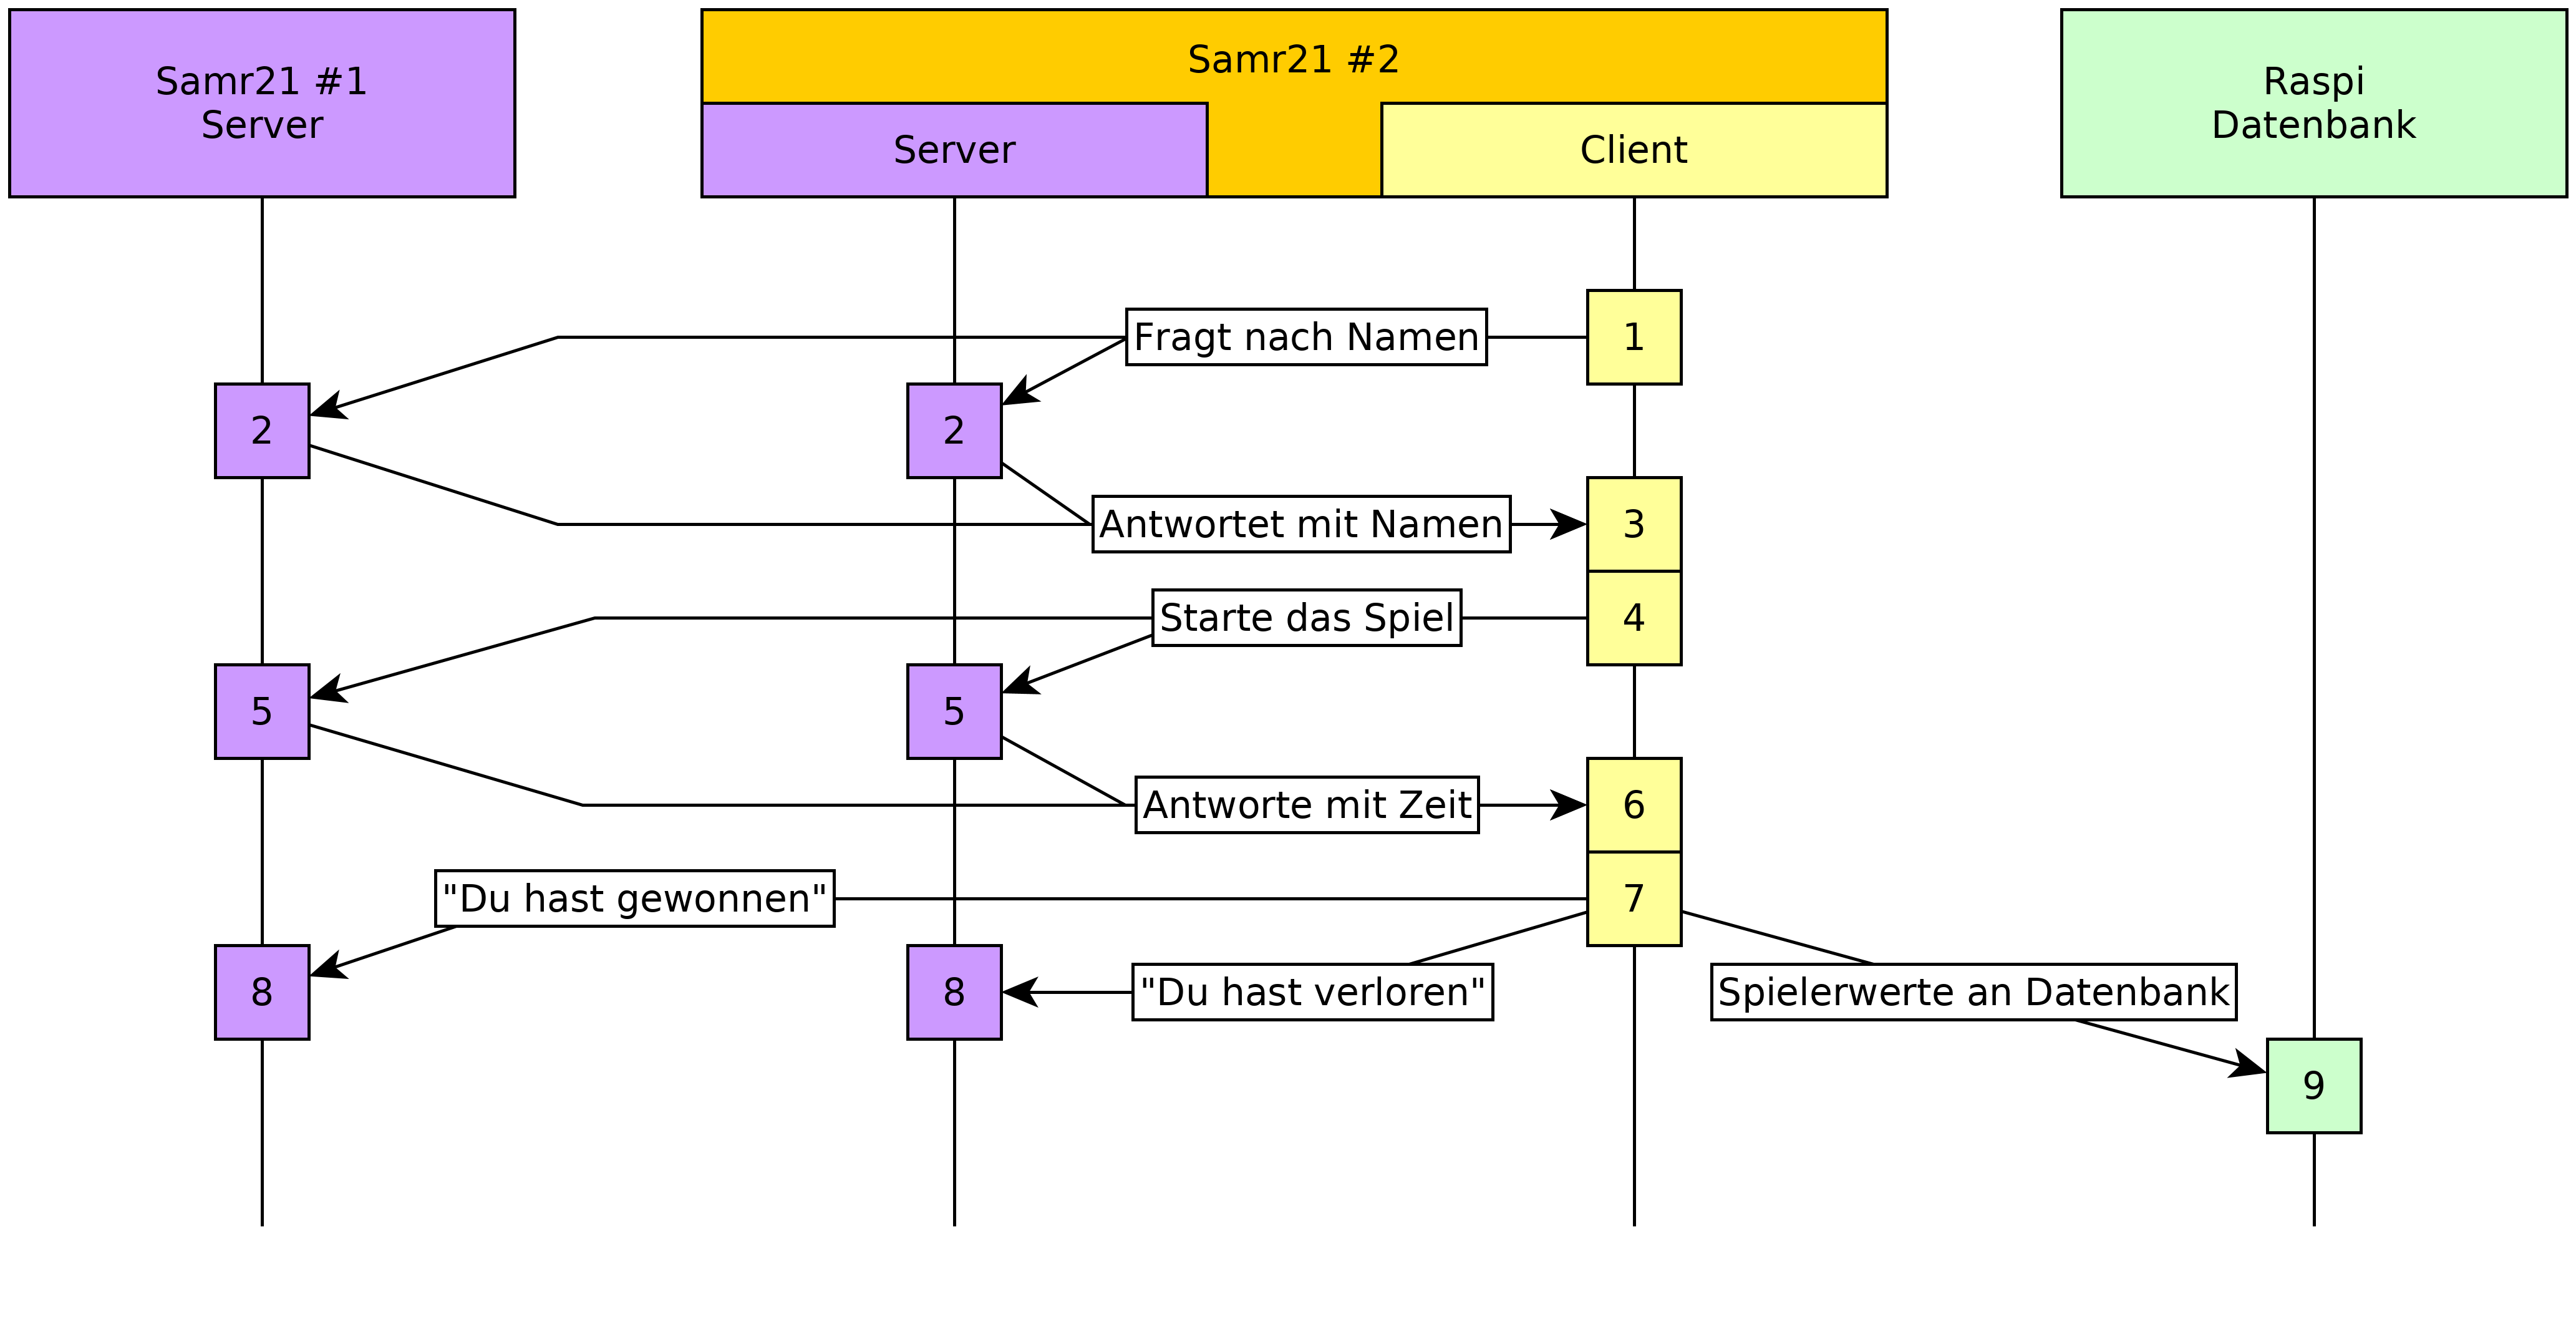 Samr21 #1
Server
Samr21 #2
Server
Client
Raspi
Datenbank
Fragt nach Namen
1
2
2
Antwortet mit Namen
3
Starte das Spiel
4
5
5
Antworte mit Zeit
6
"Du hast gewonnen"
7
8
8
"Du hast verloren"
Spielerwerte an Datenbank
9